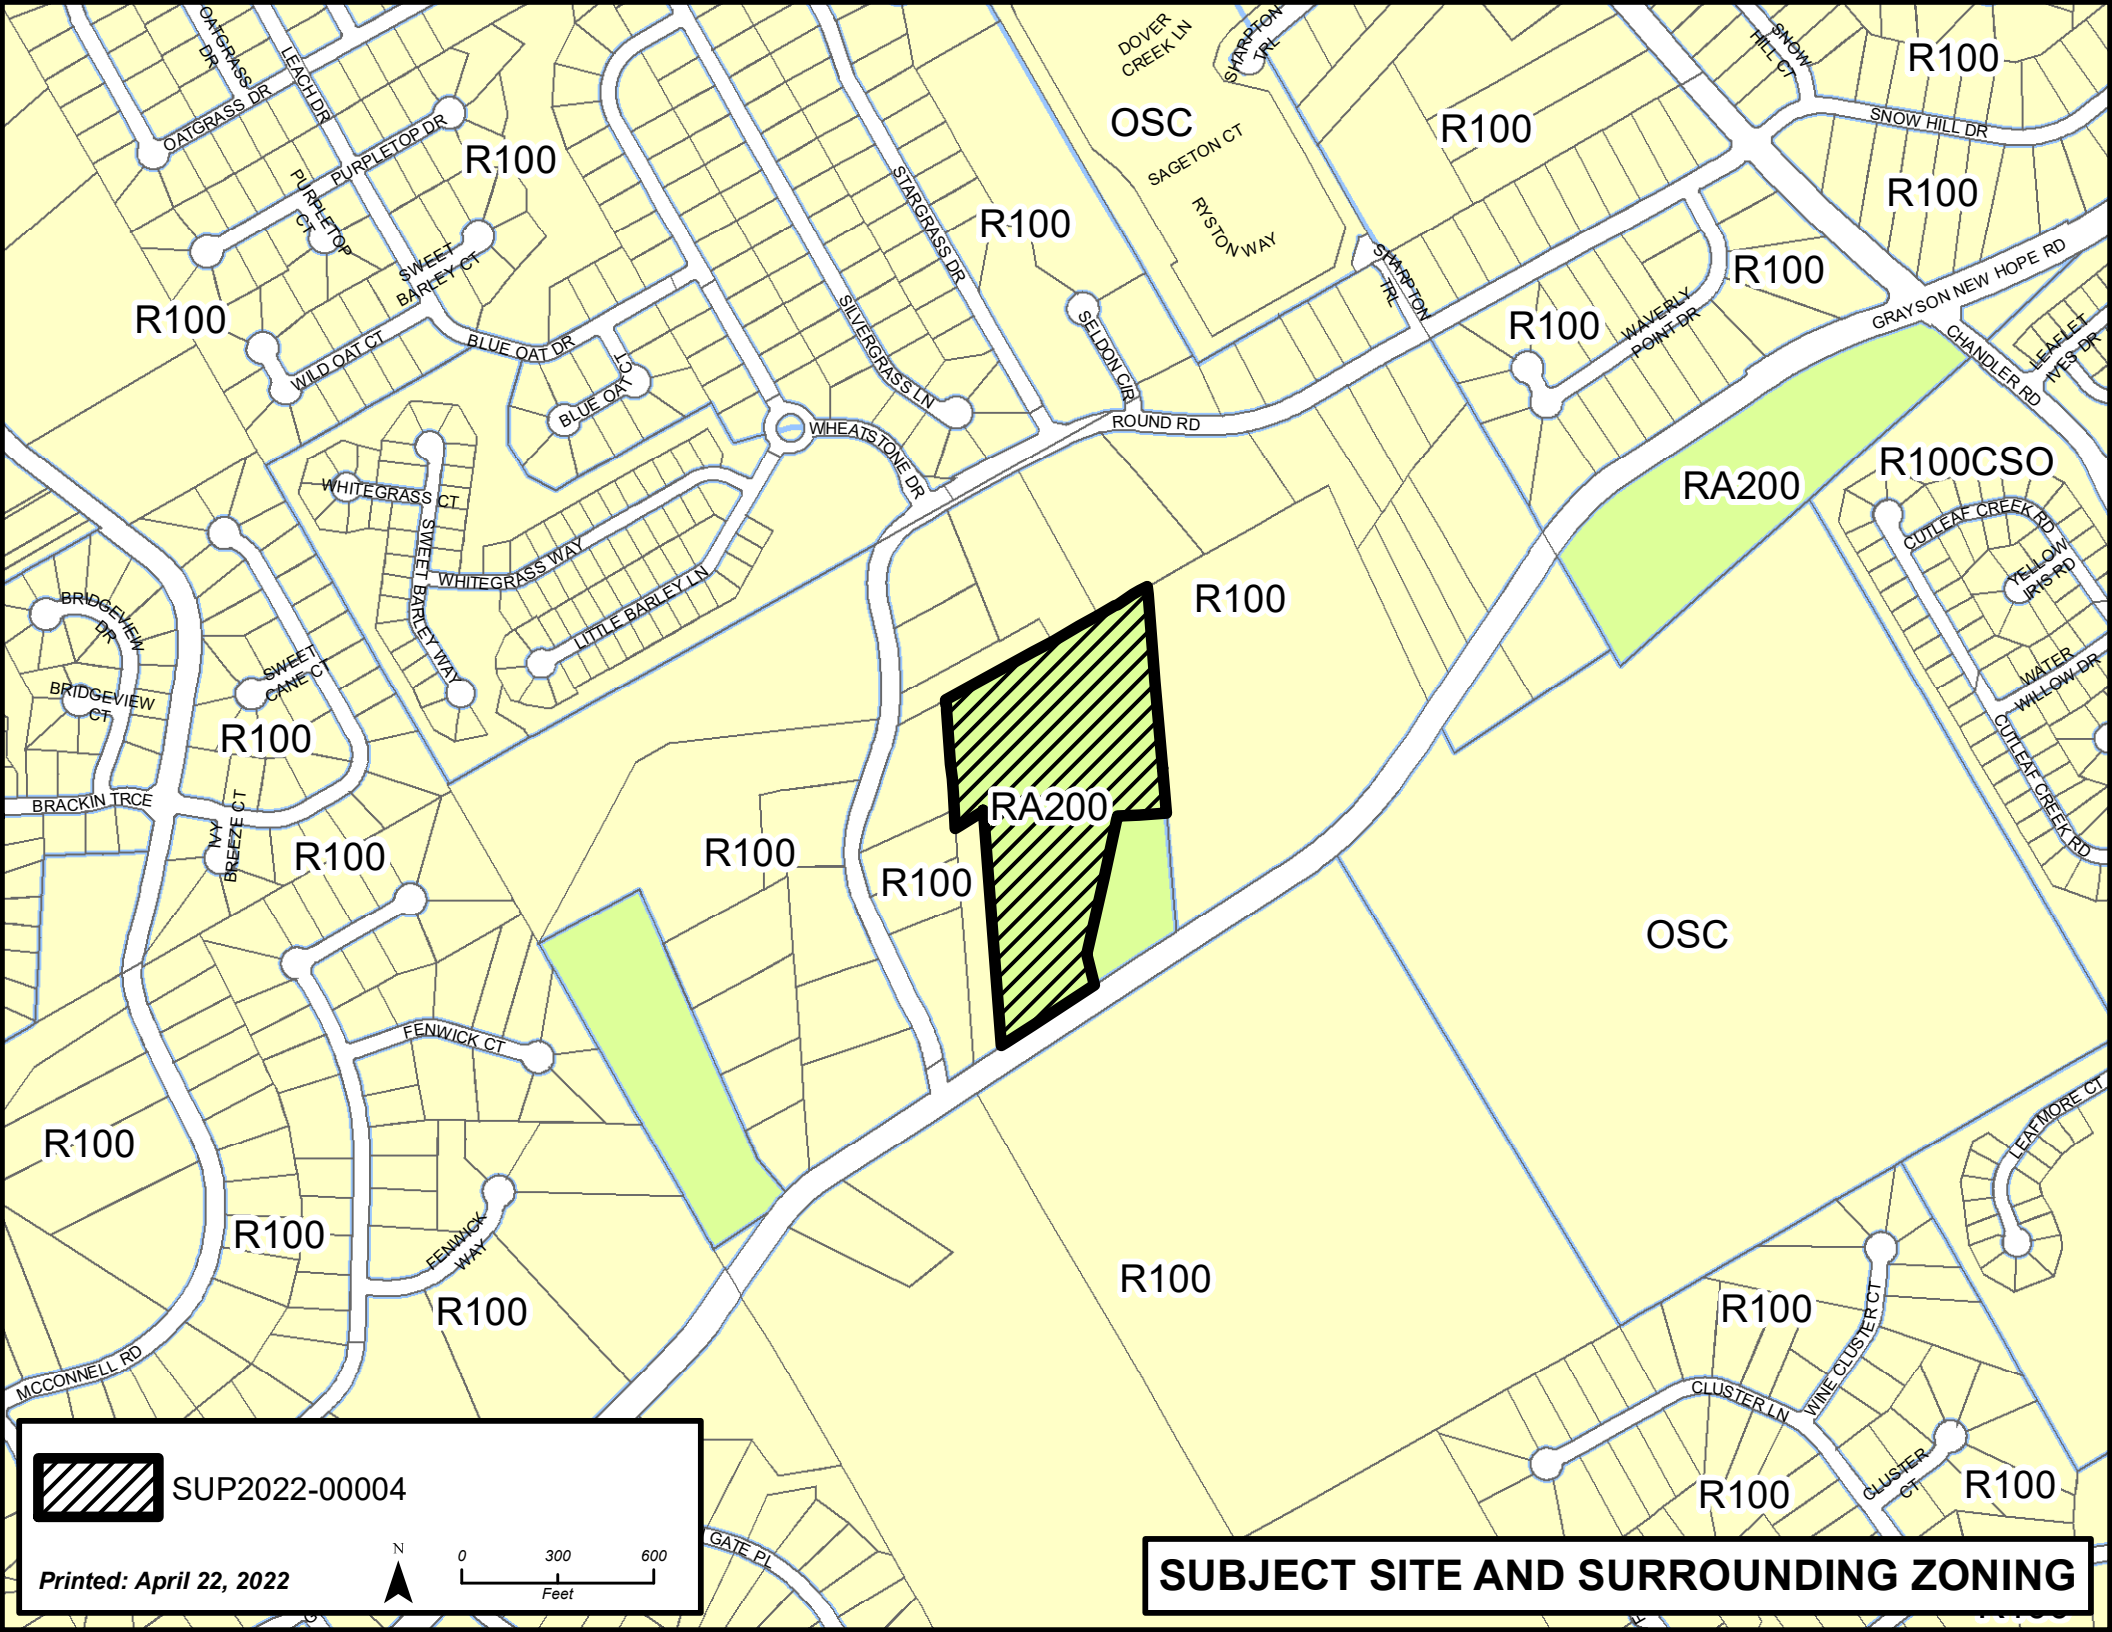 OATGRASS
DR
LEACH DR
OATGRASS DR
PURPLETOP DR
R100
PURPLETOP
CT
SWEET
BARLEY CT
R100
WILD OAT CT
BLUE OAT DR
BLUE OAT CT
STARGRASS DR
SILVERGRASS LN
WHEATSTONE DR
R100
SELDON CIR
DOVER
CREEK LN
SHARPTON
TRL
OSC
SAGETON CT
RYSTON WAY
SHARPTON
TRL
ROUND RD
R100
SNOW
HILL CT
R100
SNOW HILL DR
R100
R100
R100
WAVERLY
POINT DR
GRAYSON NEW HOPE RD
CHANDLER RD
LEAFLET
IVES DR
RA200
R100CSO
CUTLEAF CREEK RD
YELLOW
IRIS RD
WATER
WILLOW DR
CUTLEAF CREEK RD
WHITEGRASS CT
SWEET BARLEY WAY
WHITEGRASS WAY
LITTLE BARLEY LN
BRIDGEVIEW
DR
BRIDGEVIEW
CT
SWEET
CANE CT
R100
BRACKIN TRCE
IVY
BREEZE CT
R100
R100
R100
RA200
R100
OSC
FENWICK CT
R100
R100
FENWICK
WAY
R100
MCCONNELL RD
R100
LEAFMORE CT
R100
WINE CLUSTER CT
CLUSTER LN
CLUSTER
CT
R100
R100
GATE PL
SUP2022-00004
Printed: April 22, 2022
N
0 300 600
Feet
SUBJECT SITE AND SURROUNDING ZONING